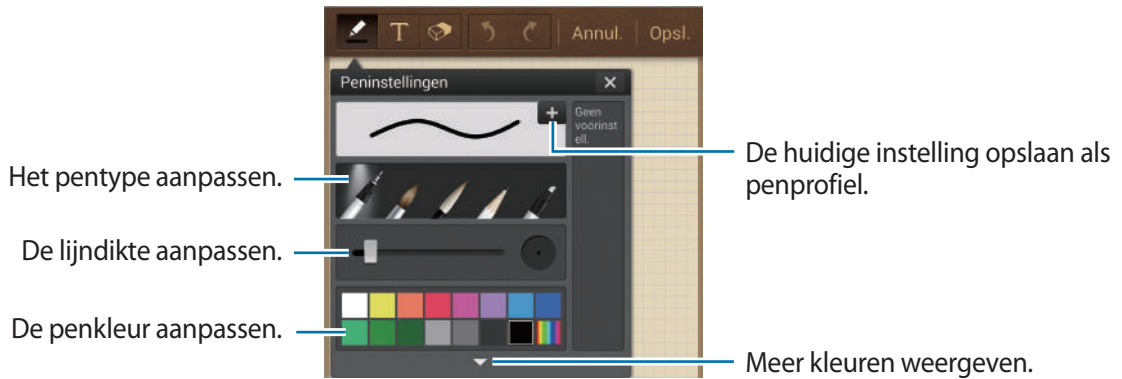 T
Annul.
Opsl.
Peninstellingen
Geen
voorinst
ell.
De huidige instelling opslaan als
penprofiel.
Het pentype aanpassen.
De lijndikte aanpassen.
De penkleur aanpassen.
Meer kleuren weergeven.